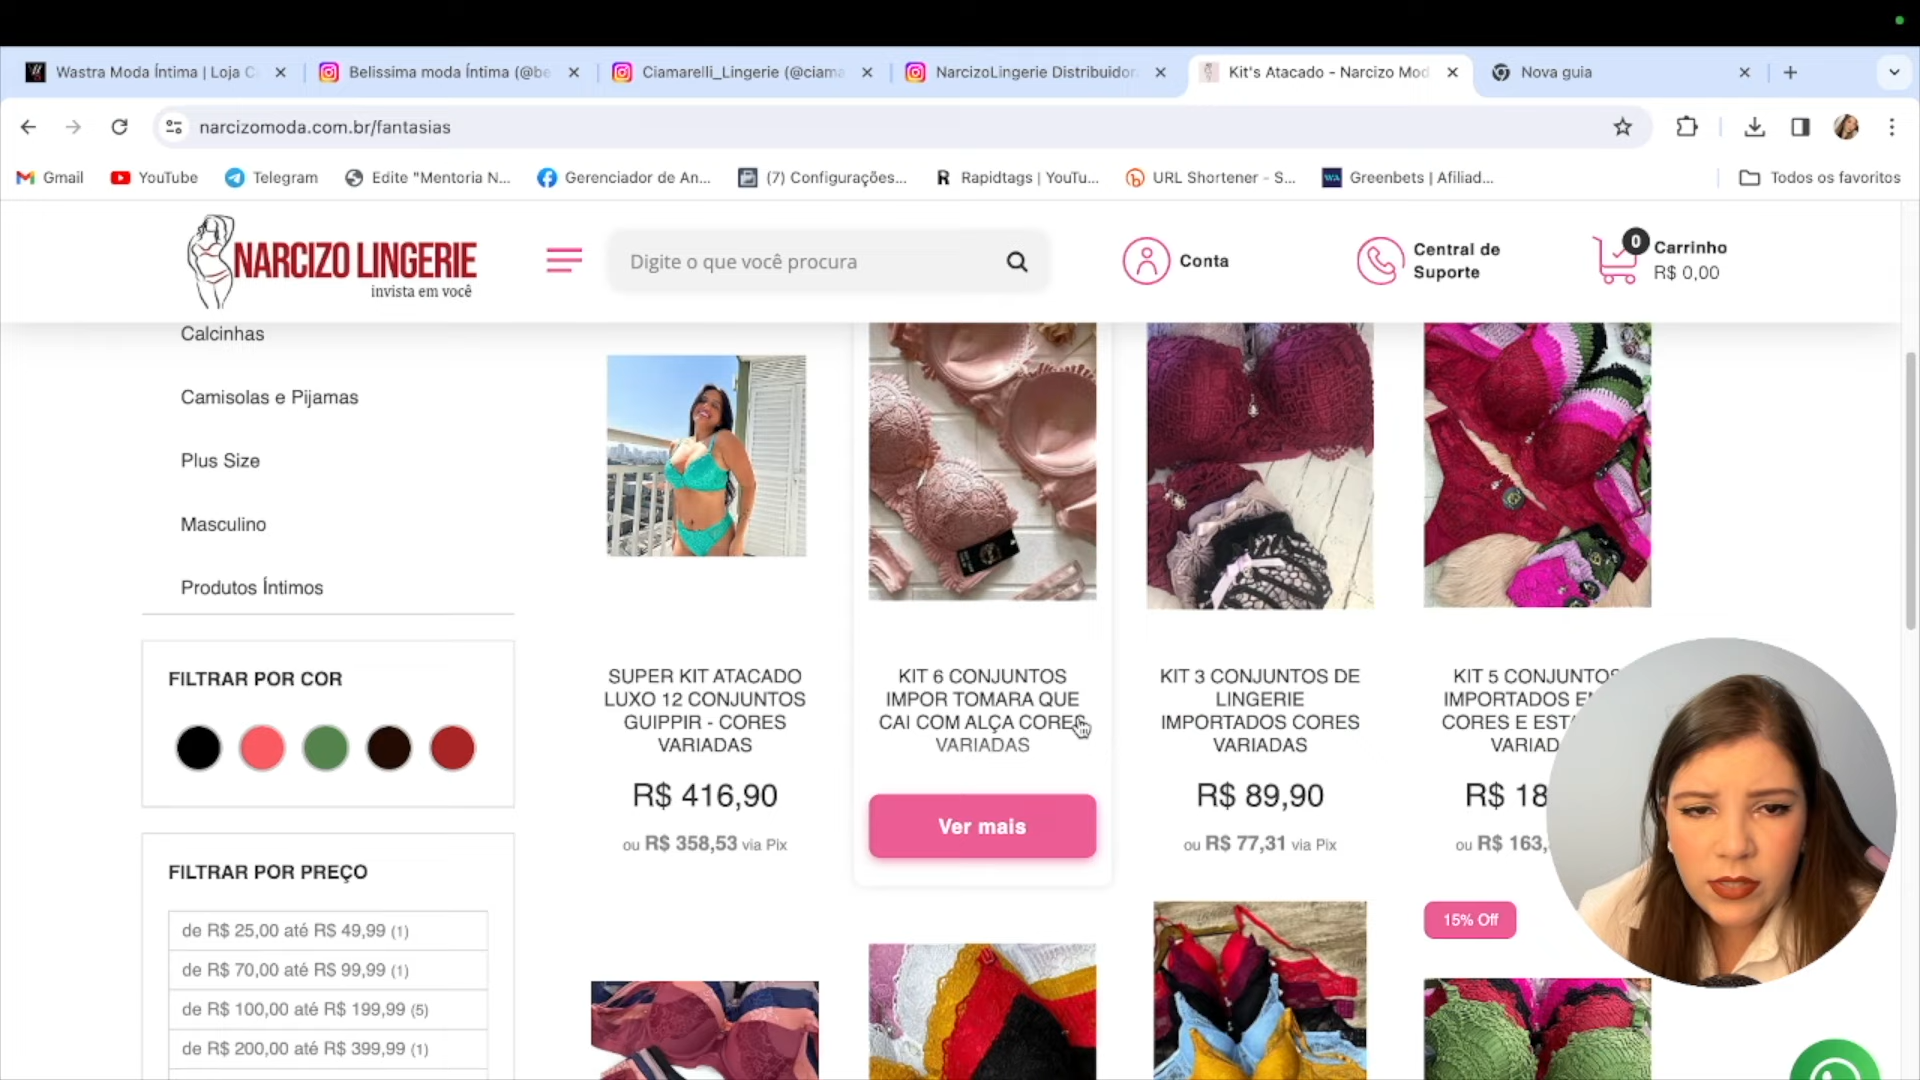 Wastra Moda Íntima | Loja C
Belissima moda Íntima (@be
Ciamarelli_Lingerie (@ciama
NarcizoLingerie Distribuidor
Kit's Atacado - Narcizo Mod
Nova guia
narcizomoda.com.br/fantasias
Gmail
YouTube
Telegram
Edite "Mentoria N...
Gerenciador de An...
(7) Configurações...
Rapidtags | YouTu...
URL Shortener - S...
Greenbets | Afiliad...
Todos os favoritos
NARCIZO LINGERIE
invista em você
Digite o que você procura
Conta
Central de
Suporte
0
Carrinho
R$ 0,00
Calcinhas
Camisolas e Pijamas
Plus Size
Masculino
Produtos Íntimos
FILTRAR POR COR
FILTRAR POR PREÇO
de R$ 25,00 até R$ 49,99 (1)
de R$ 70,00 até R$ 99,99 (1)
de R$ 100,00 até R$ 199,99 (5)
de R$ 200,00 até R$ 399,99 (1)
SUPER KIT ATACADO
LUXO 12 CONJUNTOS
GUIPPIR - CORES
VARIADAS
R$ 416,90
ou R$ 358,53 via Pix
KIT 6 CONJUNTOS
IMPOR TOMARA QUE
CAI COM ALÇA CORES
VARIADAS
Ver mais
KIT 3 CONJUNTOS DE
LINGERIE
IMPORTADOS CORES
VARIADAS
R$ 89,90
ou R$ 77,31 via Pix
KIT 5 CONJUNTOS
IMPORTADOS
CORES E
VARIAD
R$ 18
ou R$ 163,
15% Off